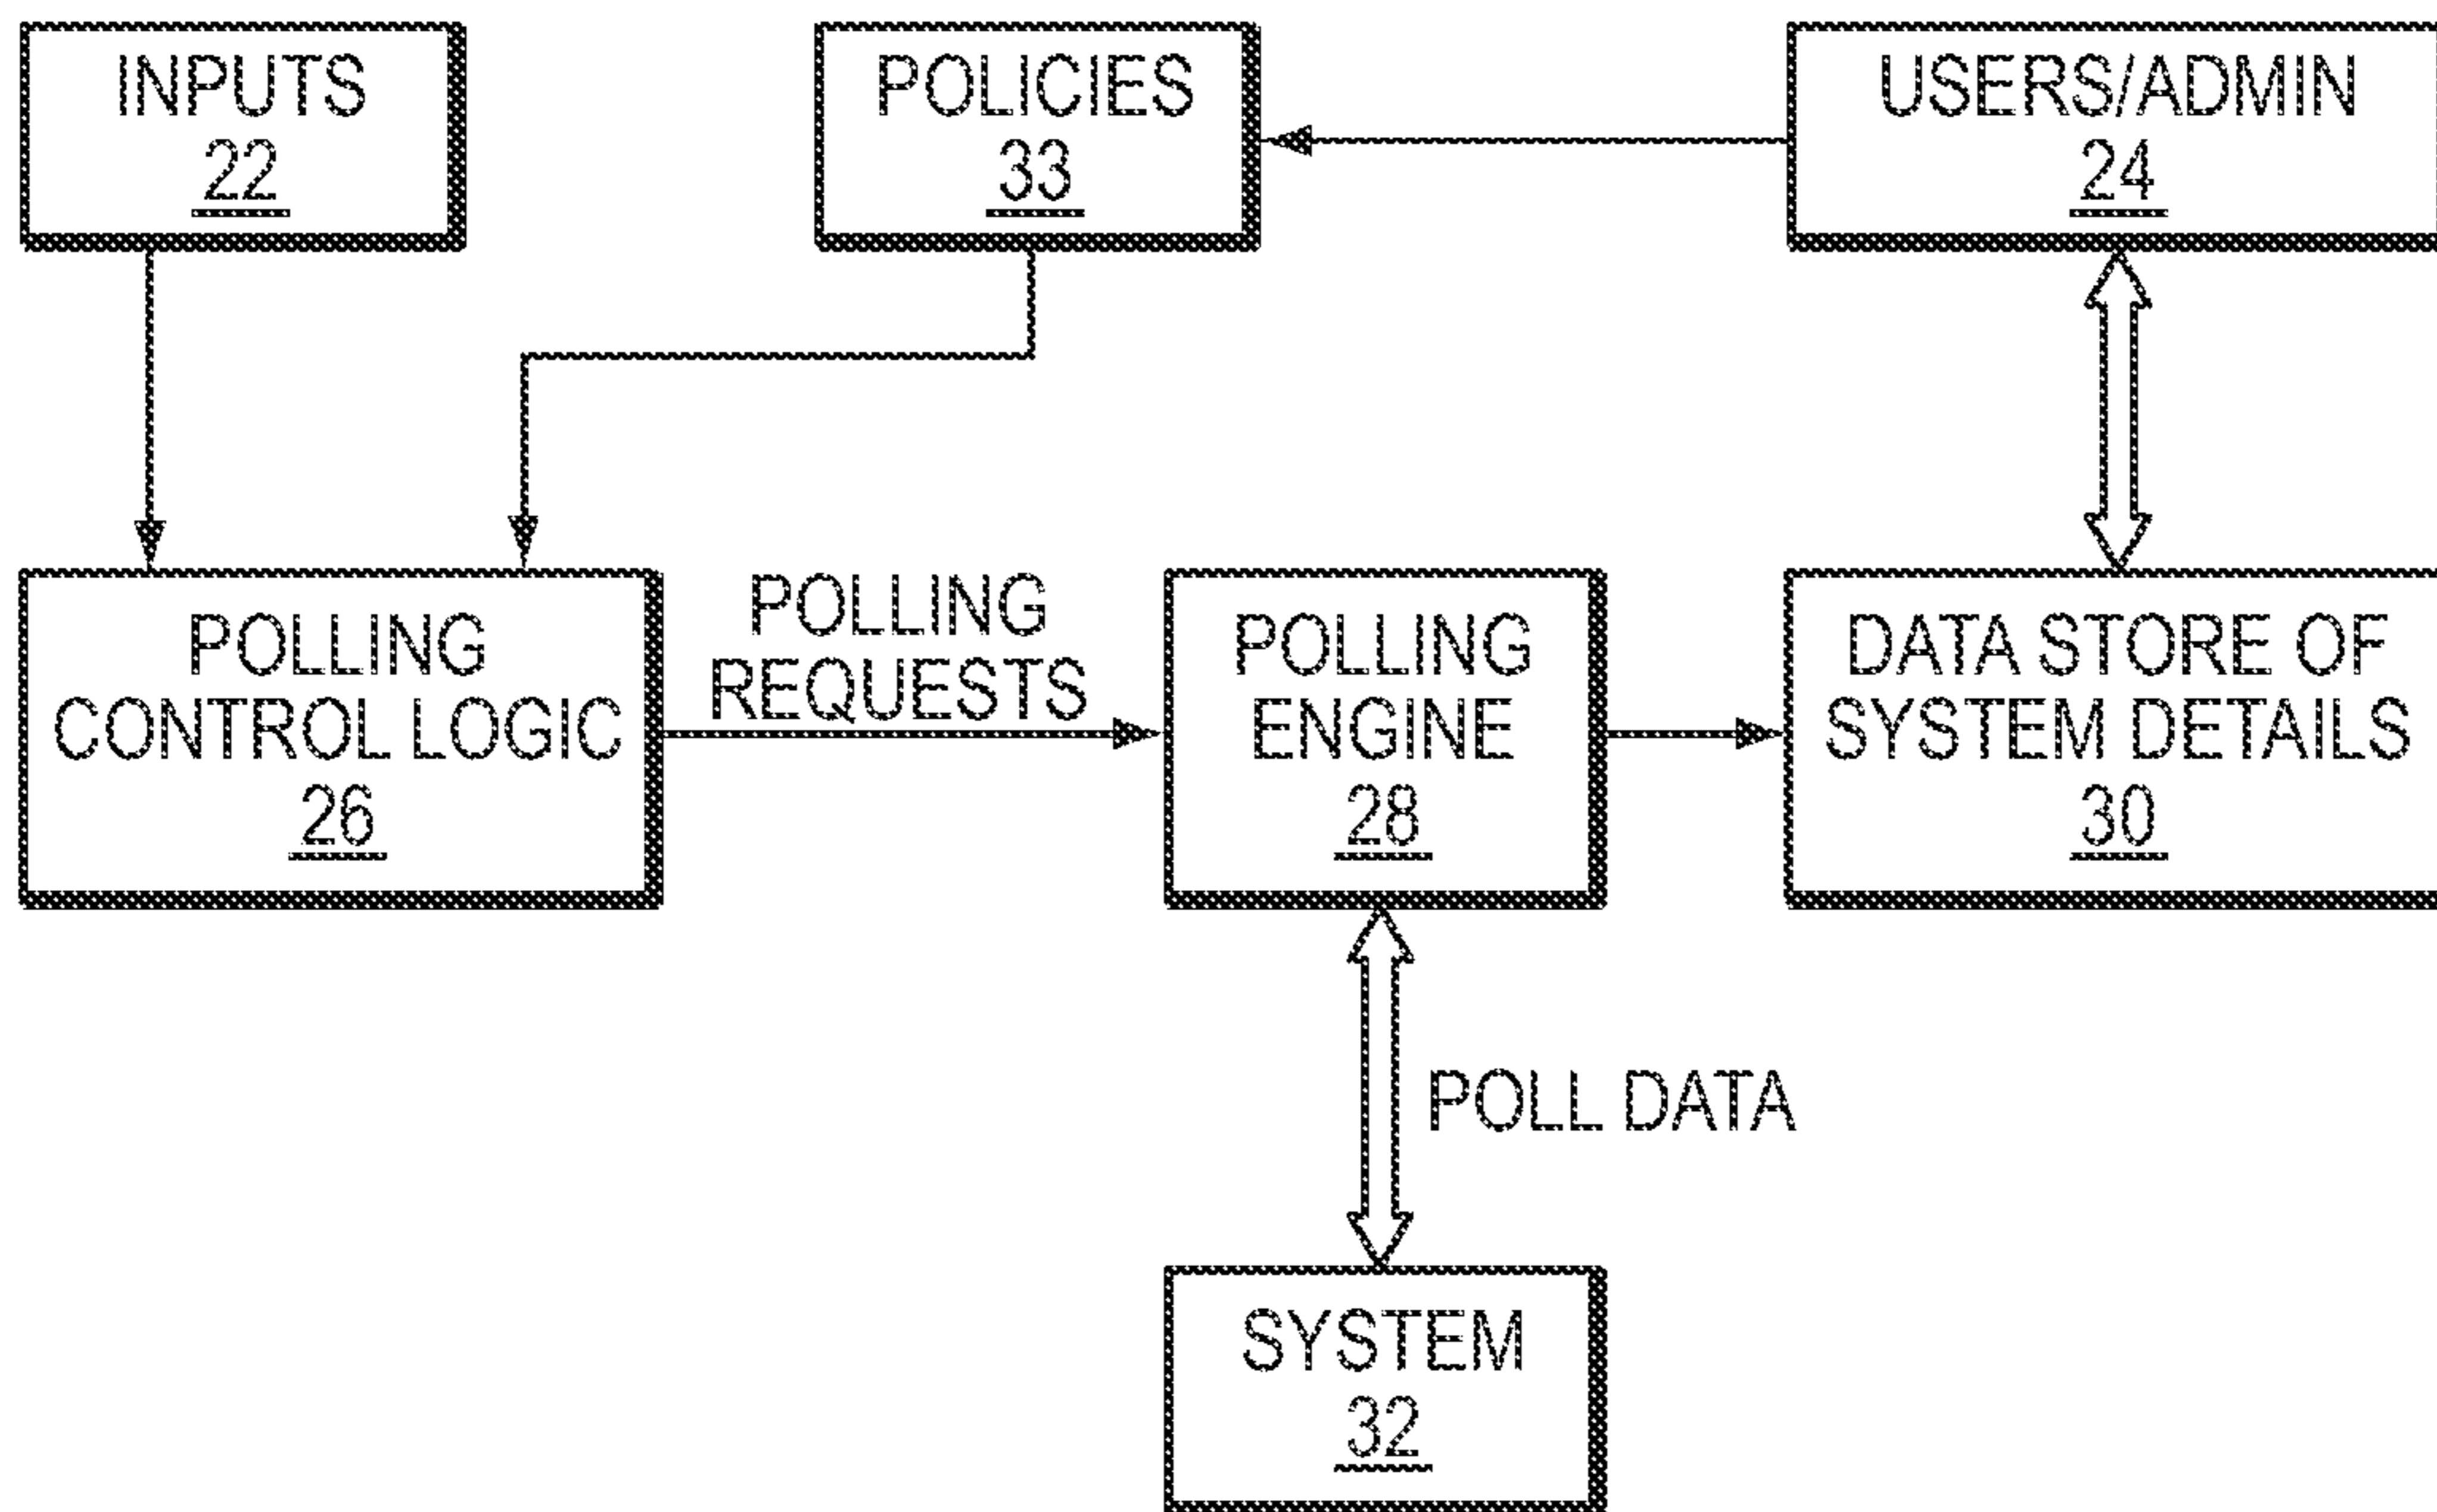 INPUTS
22
POLICIES
33
USERS/ADMIN
24
POLLING
CONTROL LOGIC
26
POLLING
REQUESTS
POLLING
ENGINE
28
DATA STORE OF
SYSTEM DETAILS
30
POLL DATA
SYSTEM
32